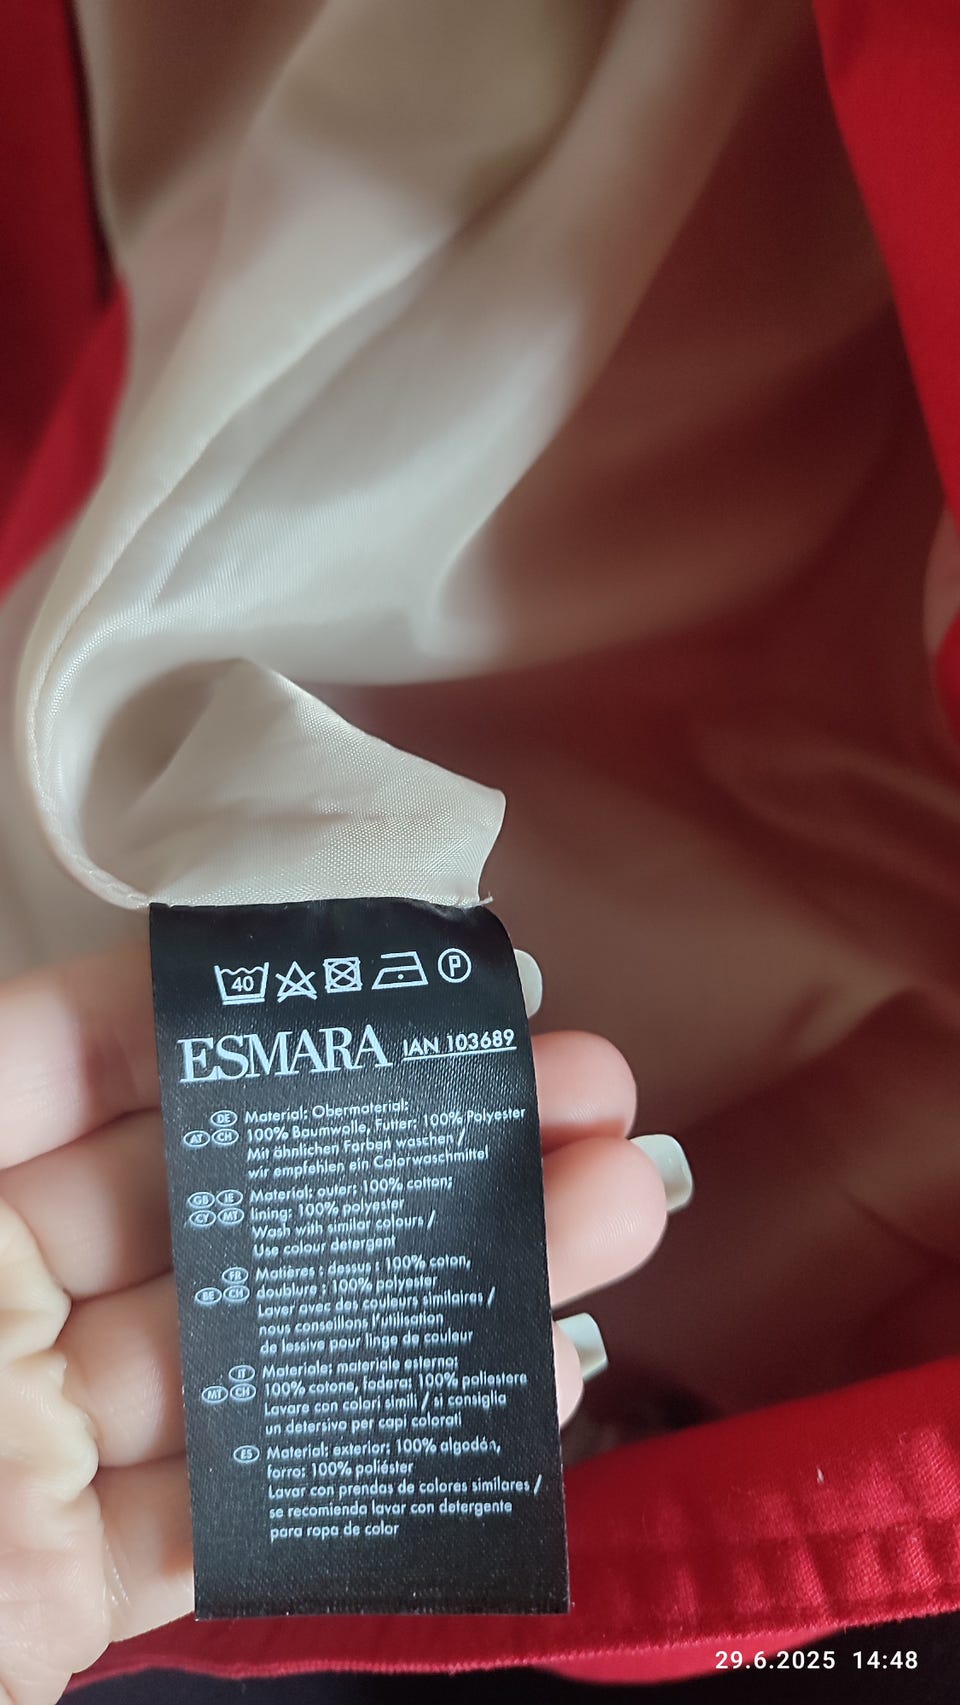 40 P
ESMARA IAN 103689
DE Material: Obermaterial:
AT CH 100% Baumwolle, Futter: 100% Polyester
Mit ähnlichen Farben waschen /
wir empfehlen ein Colorwaschmittel
GB IE Material: outer: 100% cotton;
CY MT lining: 100% polyester
Wash with similar colours /
Use colour detergent
FR Matières : dessus : 100% coton,
BE CH doublure : 100% polyester
Laver avec des couleurs similaires /
nous conseillons l'utilisation
de lessive pour linge de couleur
IT Materiale: materiale esterno:
MT CH 100% cotone, fodera: 100% poliestere
Lavare con colori simili / si consiglia
un detersivo per capi colorati
ES Material: exterior: 100% algodón,
forro: 100% poliéster
Lavar con prendas de colores similares /
se recomienda lavar con detergente
para ropa de color
29.6.2025 14:48